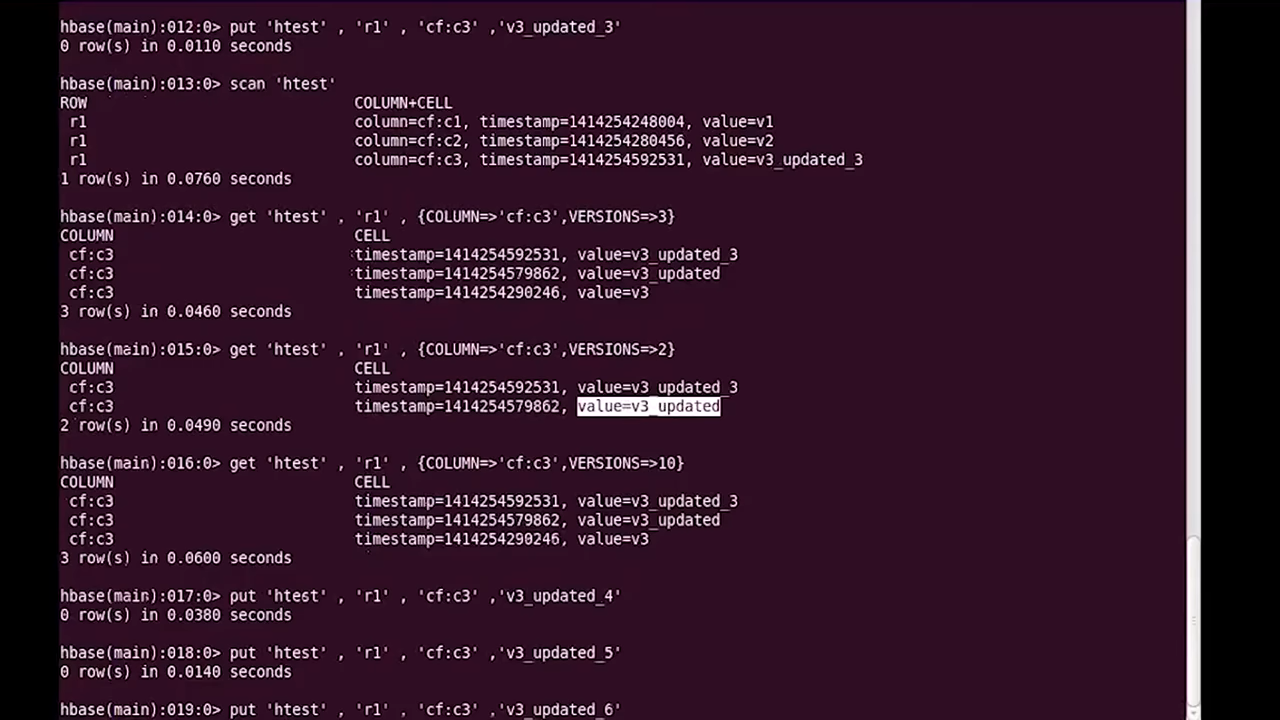 hbase(main):012:0> put 'htest' , 'r1' , 'cf:c3' ,'v3_updated_3'
0 row(s) in 0.0110 seconds
hbase(main):013:0> scan 'htest'
ROW COLUMN+CELL
r1 column=cf:c1, timestamp=1414254248004, value=v1
r1 column=cf:c2, timestamp=1414254280456, value=v2
r1 column=cf:c3, timestamp=1414254592531, value=v3_updated_3
1 row(s) in 0.0760 seconds
hbase(main):014:0> get 'htest' , 'r1' , {COLUMN=>'cf:c3',VERSIONS=>3}
COLUMN CELL
cf:c3 timestamp=1414254592531, value=v3_updated_3
cf:c3 timestamp=1414254579862, value=v3_updated
cf:c3 timestamp=1414254290246, value=v3
3 row(s) in 0.0460 seconds
hbase(main):015:0> get 'htest' , 'r1' , {COLUMN=>'cf:c3',VERSIONS=>2}
COLUMN CELL
cf:c3 timestamp=1414254592531, value=v3_updated_3
cf:c3 timestamp=1414254579862, value=v3_updated
2 row(s) in 0.0490 seconds
hbase(main):016:0> get 'htest' , 'r1' , {COLUMN=>'cf:c3',VERSIONS=>10}
COLUMN CELL
cf:c3 timestamp=1414254592531, value=v3_updated_3
cf:c3 timestamp=1414254579862, value=v3_updated
cf:c3 timestamp=1414254290246, value=v3
3 row(s) in 0.0600 seconds
hbase(main):017:0> put 'htest' , 'r1' , 'cf:c3' ,'v3_updated_4'
0 row(s) in 0.0380 seconds
hbase(main):018:0> put 'htest' , 'r1' , 'cf:c3' ,'v3_updated_5'
0 row(s) in 0.0140 seconds
hbase(main):019:0> put 'htest' , 'r1' , 'cf:c3' ,'v3_updated_6'